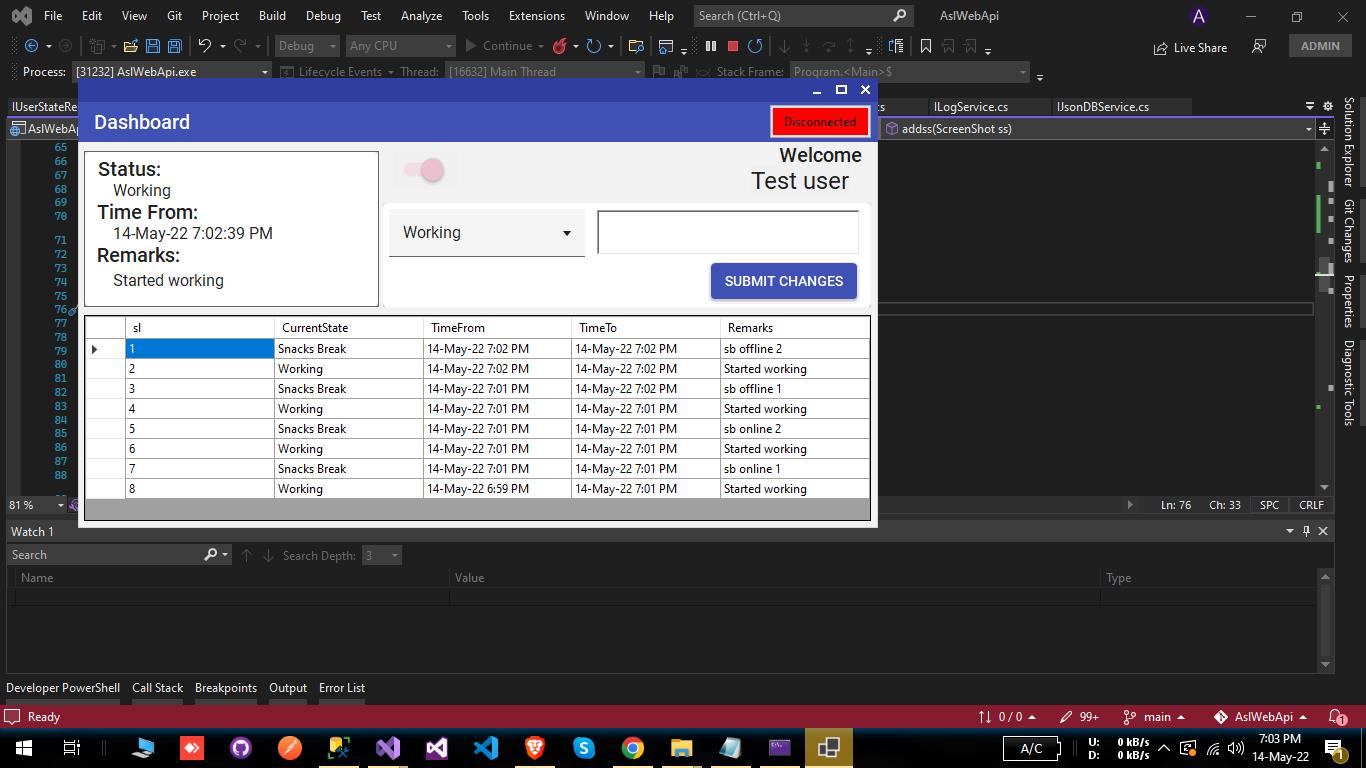 File Edit View Git Project Build Debug Test Analyze Tools Extensions Window Help Search (Ctrl+Q) AslWebApi A
Debug Any CPU Continue Live Share ADMIN
Process: [31232] AslWebApi.exe Lifecycle Events Thread: [16632] Main Thread Stack Frame: Program.<Main>$
IUserStateRe cs ILogService.cs IJsonDBService.cs
AslWebAp addss(ScreenShot ss)
Dashboard Disconnected
Status:
Working
Time From:
14-May-22 7:02:39 PM
Remarks:
Started working
Welcome
Test user
Working
SUBMIT CHANGES
sl CurrentState TimeFrom TimeTo Remarks
1 Snacks Break 14-May-22 7:02 PM 14-May-22 7:02 PM sb offline 2
2 Working 14-May-22 7:02 PM 14-May-22 7:02 PM Started working
3 Snacks Break 14-May-22 7:01 PM 14-May-22 7:02 PM sb offline 1
4 Working 14-May-22 7:01 PM 14-May-22 7:01 PM Started working
5 Snacks Break 14-May-22 7:01 PM 14-May-22 7:01 PM sb online 2
6 Working 14-May-22 7:01 PM 14-May-22 7:01 PM Started working
7 Snacks Break 14-May-22 7:01 PM 14-May-22 7:01 PM sb online 1
8 Working 14-May-22 6:59 PM 14-May-22 7:01 PM Started working
65
66
67
68
69
70
71
72
73
74
75
76
77
78
79
80
81
82
83
84
85
86
87
88
Solution Explorer
Git Changes
Properties
Diagnostic Tools
81 % Ln: 76 Ch: 33 SPC CRLF
Watch 1
Search Search Depth: 3
Name Value Type
Developer PowerShell Call Stack Breakpoints Output Error List
Ready 0 / 0 99+ main AslWebApi 1
A/C U: 0 kB/s 7:03 PM
D: 0 kB/s 14-May-22 1